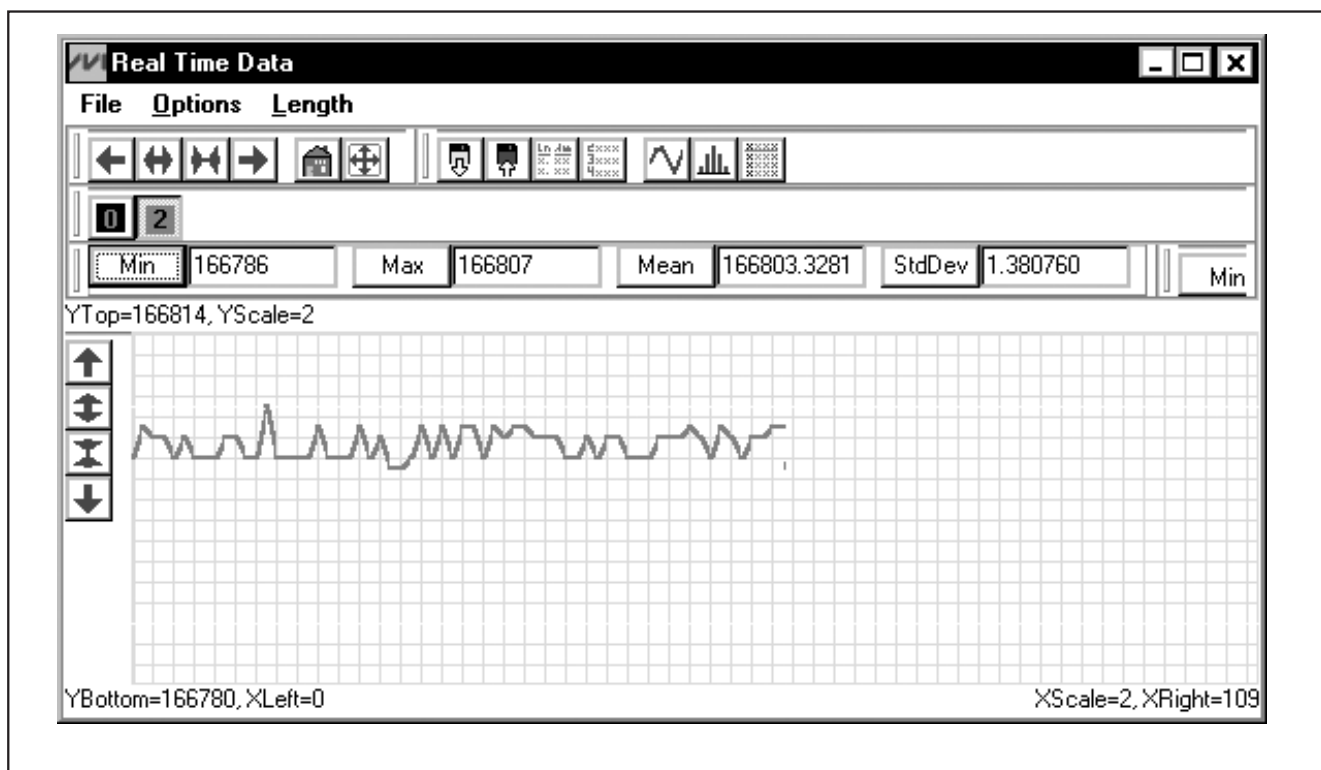 Real Time Data
File Options Length
0 2
Min 166786 Max 166807 Mean 166803.3281 StdDev 1.380760 Min
YTop=166814, YScale=2
YBottom=166780, XLeft=0
XScale=2, XRight=109